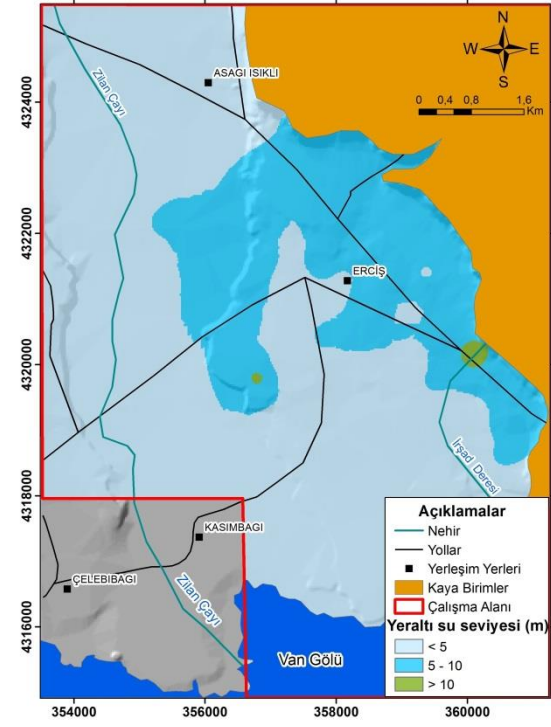 N
W E
S
0 0,4 0,8 1,6
Km
4324000
4322000
4320000
4318000
4316000
Zilan Çayı
ASAGI ISIKLI
ERCİŞ
İrşad Deresi
KASIMBAGI
ÇELEBIBAGI
Zilan Çayı
Van Gölü
Açıklamalar
Nehir
Yollar
Yerleşim Yerleri
Kaya Birimler
Çalışma Alanı
Yeraltı su seviyesi (m)
< 5
5 - 10
> 10
354000 356000 358000 360000